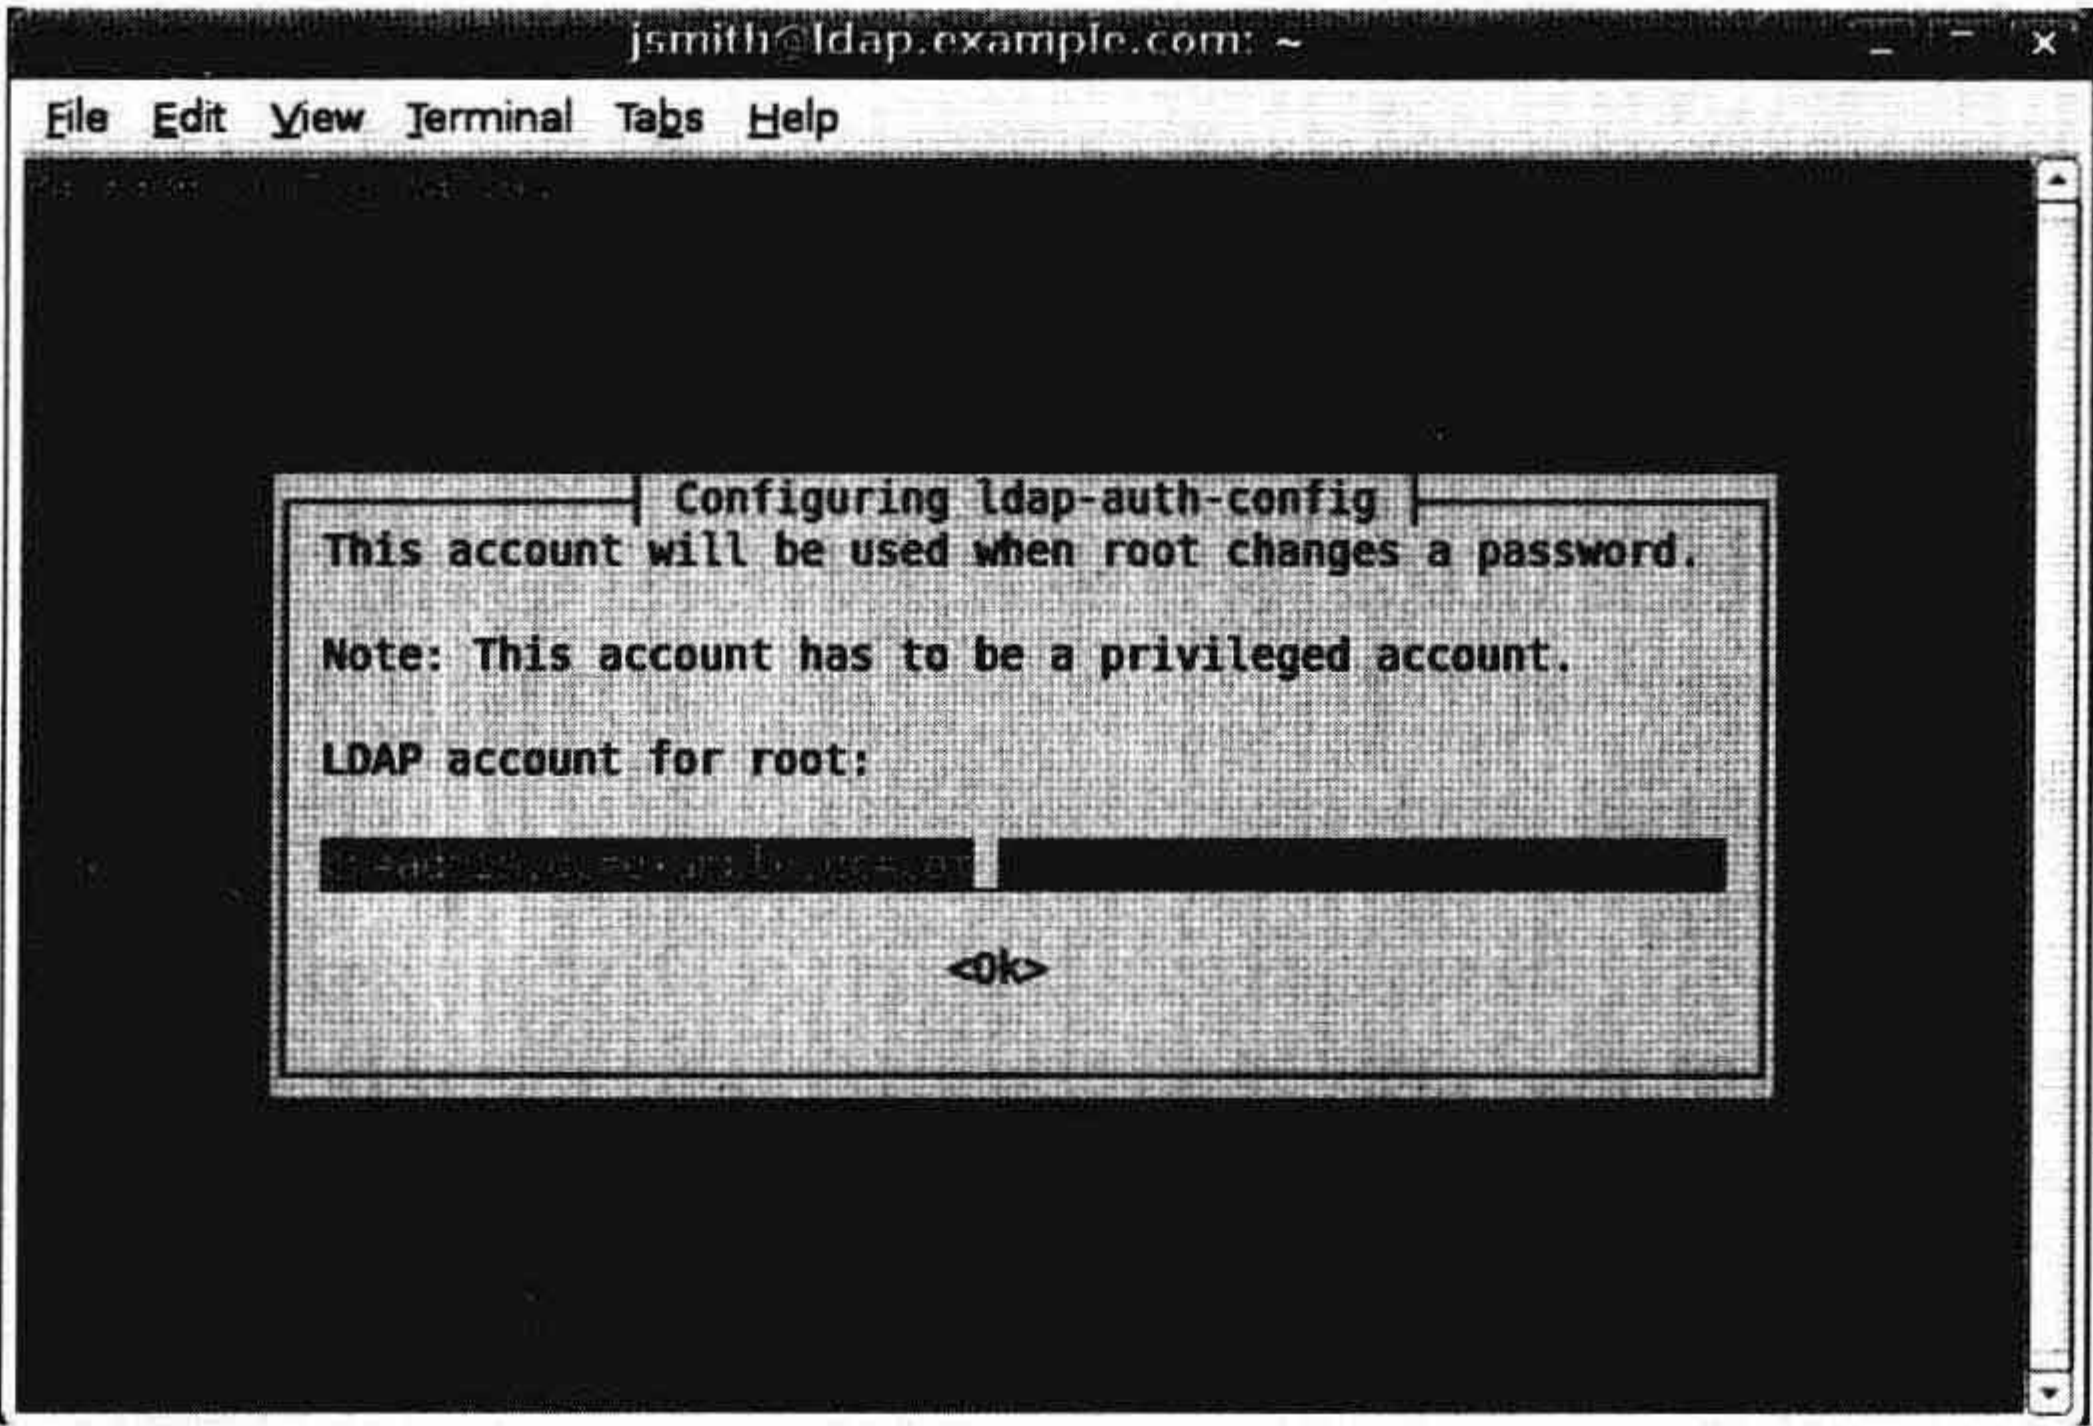 jsmith@ldap.example.com: ~
File Edit View Terminal Tabs Help
Configuring ldap-auth-config
This account will be used when root changes a password.
Note: This account has to be a privileged account.
LDAP account for root:
<Ok>